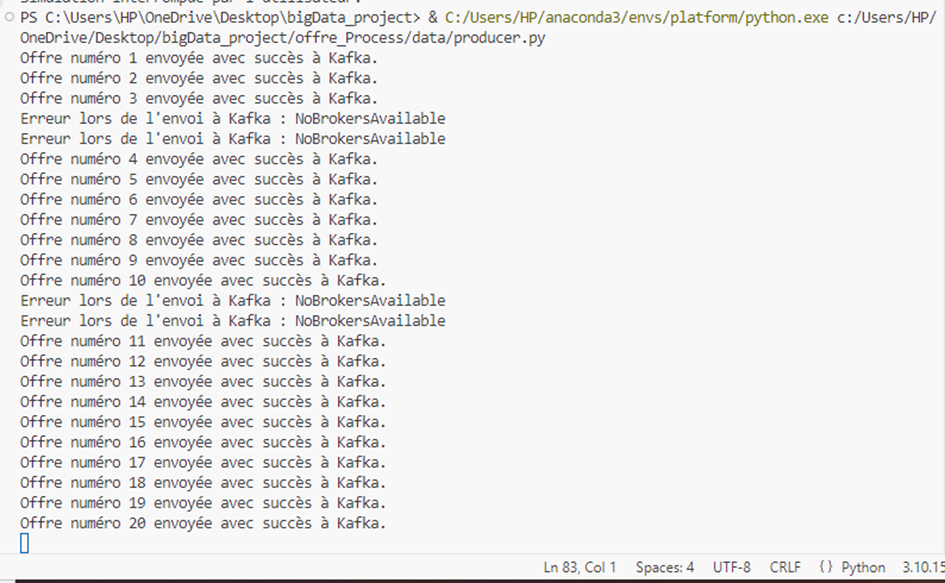 Simulation interrompue par l'utilisateur.
PS C:\Users\HP\OneDrive\Desktop\bigData_project> & C:/Users/HP/anaconda3/envs/platform/python.exe c:/Users/HP/
OneDrive/Desktop/bigData_project/offre_Process/data/producer.py
Offre numéro 1 envoyée avec succès à Kafka.
Offre numéro 2 envoyée avec succès à Kafka.
Offre numéro 3 envoyée avec succès à Kafka.
Erreur lors de l'envoi à Kafka : NoBrokersAvailable
Erreur lors de l'envoi à Kafka : NoBrokersAvailable
Offre numéro 4 envoyée avec succès à Kafka.
Offre numéro 5 envoyée avec succès à Kafka.
Offre numéro 6 envoyée avec succès à Kafka.
Offre numéro 7 envoyée avec succès à Kafka.
Offre numéro 8 envoyée avec succès à Kafka.
Offre numéro 9 envoyée avec succès à Kafka.
Offre numéro 10 envoyée avec succès à Kafka.
Erreur lors de l'envoi à Kafka : NoBrokersAvailable
Erreur lors de l'envoi à Kafka : NoBrokersAvailable
Offre numéro 11 envoyée avec succès à Kafka.
Offre numéro 12 envoyée avec succès à Kafka.
Offre numéro 13 envoyée avec succès à Kafka.
Offre numéro 14 envoyée avec succès à Kafka.
Offre numéro 15 envoyée avec succès à Kafka.
Offre numéro 16 envoyée avec succès à Kafka.
Offre numéro 17 envoyée avec succès à Kafka.
Offre numéro 18 envoyée avec succès à Kafka.
Offre numéro 19 envoyée avec succès à Kafka.
Offre numéro 20 envoyée avec succès à Kafka.
Ln 83, Col 1 Spaces: 4 UTF-8 CRLF {} Python 3.10.15